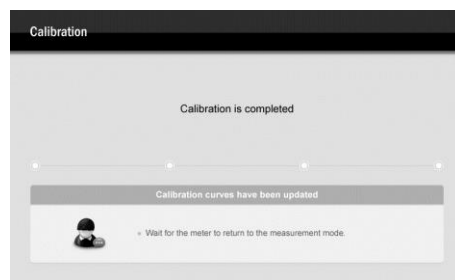 Calibration
Calibration is completed
Calibration curves have been updated
Wait for the meter to return to the measurement mode.